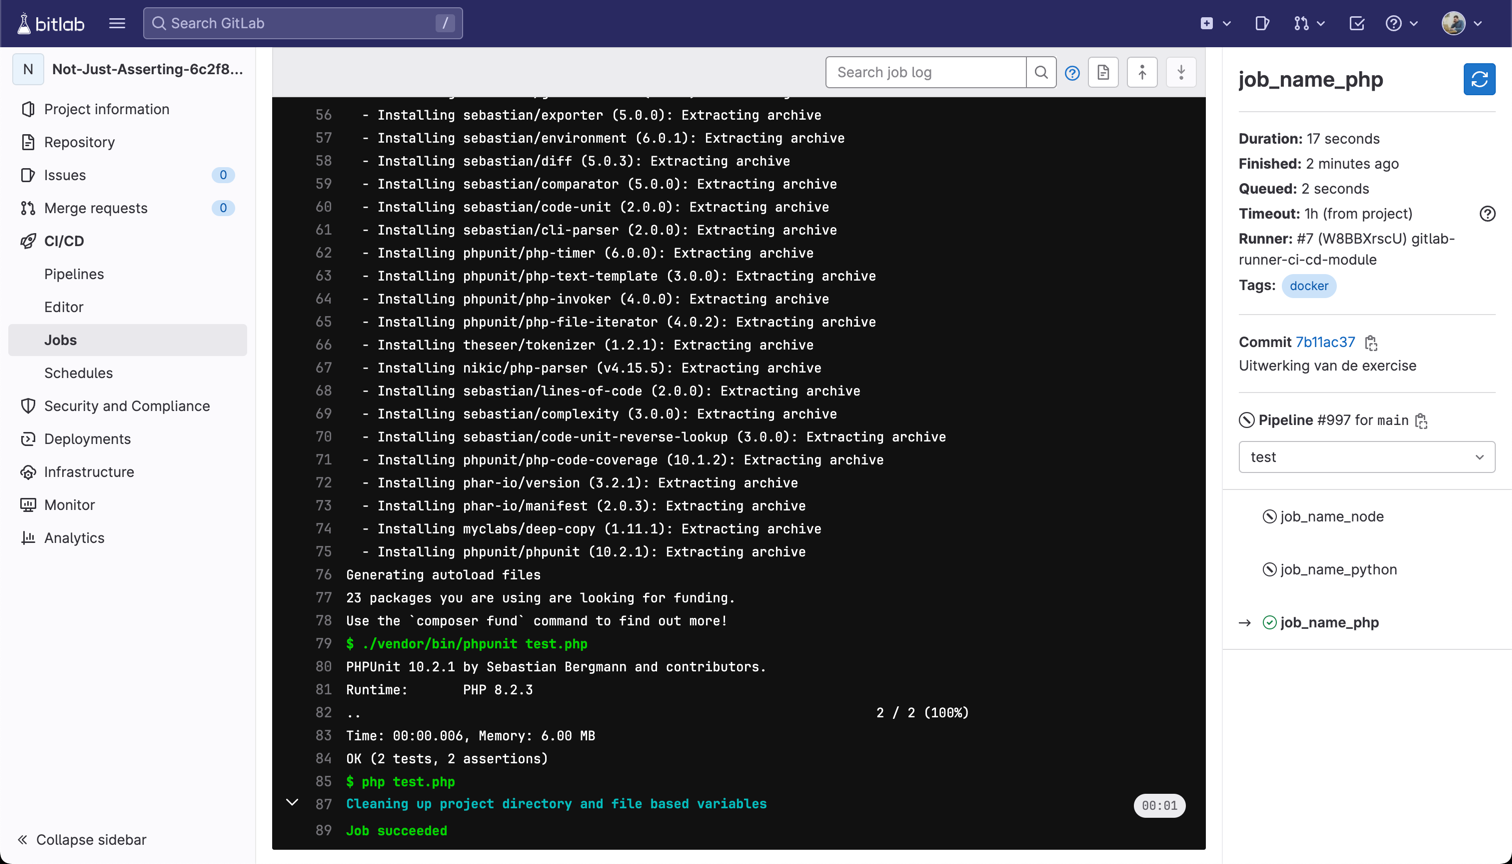 bitlab
Search GitLab
/
N
Not-Just-Asserting-6c2f8...
Project information
Repository
Issues
0
Merge requests
0
CI/CD
Pipelines
Editor
Jobs
Schedules
Security and Compliance
Deployments
Infrastructure
Monitor
Analytics
Collapse sidebar
Search job log
56 - Installing sebastian/exporter (5.0.0): Extracting archive
57 - Installing sebastian/environment (6.0.1): Extracting archive
58 - Installing sebastian/diff (5.0.3): Extracting archive
59 - Installing sebastian/comparator (5.0.0): Extracting archive
60 - Installing sebastian/code-unit (2.0.0): Extracting archive
61 - Installing sebastian/cli-parser (2.0.0): Extracting archive
62 - Installing phpunit/php-timer (6.0.0): Extracting archive
63 - Installing phpunit/php-text-template (3.0.0): Extracting archive
64 - Installing phpunit/php-invoker (4.0.0): Extracting archive
65 - Installing phpunit/php-file-iterator (4.0.2): Extracting archive
66 - Installing theseer/tokenizer (1.2.1): Extracting archive
67 - Installing nikic/php-parser (v4.15.5): Extracting archive
68 - Installing sebastian/lines-of-code (2.0.0): Extracting archive
69 - Installing sebastian/complexity (3.0.0): Extracting archive
70 - Installing sebastian/code-unit-reverse-lookup (3.0.0): Extracting archive
71 - Installing phpunit/php-code-coverage (10.1.2): Extracting archive
72 - Installing phar-io/version (3.2.1): Extracting archive
73 - Installing phar-io/manifest (2.0.3): Extracting archive
74 - Installing myclabs/deep-copy (1.11.1): Extracting archive
75 - Installing phpunit/phpunit (10.2.1): Extracting archive
76 Generating autoload files
77 23 packages you are using are looking for funding.
78 Use the `composer fund` command to find out more!
79 $ ./vendor/bin/phpunit test.php
80 PHPUnit 10.2.1 by Sebastian Bergmann and contributors.
81 Runtime: PHP 8.2.3
82 .. 2 / 2 (100%)
83 Time: 00:00.006, Memory: 6.00 MB
84 OK (2 tests, 2 assertions)
85 $ php test.php
87 Cleaning up project directory and file based variables 00:01
89 Job succeeded
job_name_php
Duration: 17 seconds
Finished: 2 minutes ago
Queued: 2 seconds
Timeout: 1h (from project)
Runner: #7 (W8BBXrscU) gitlab-
runner-ci-cd-module
Tags: docker
Commit 7b11ac37
Uitwerking van de exercise
Pipeline #997 for main
test
job_name_node
job_name_python
→ job_name_php